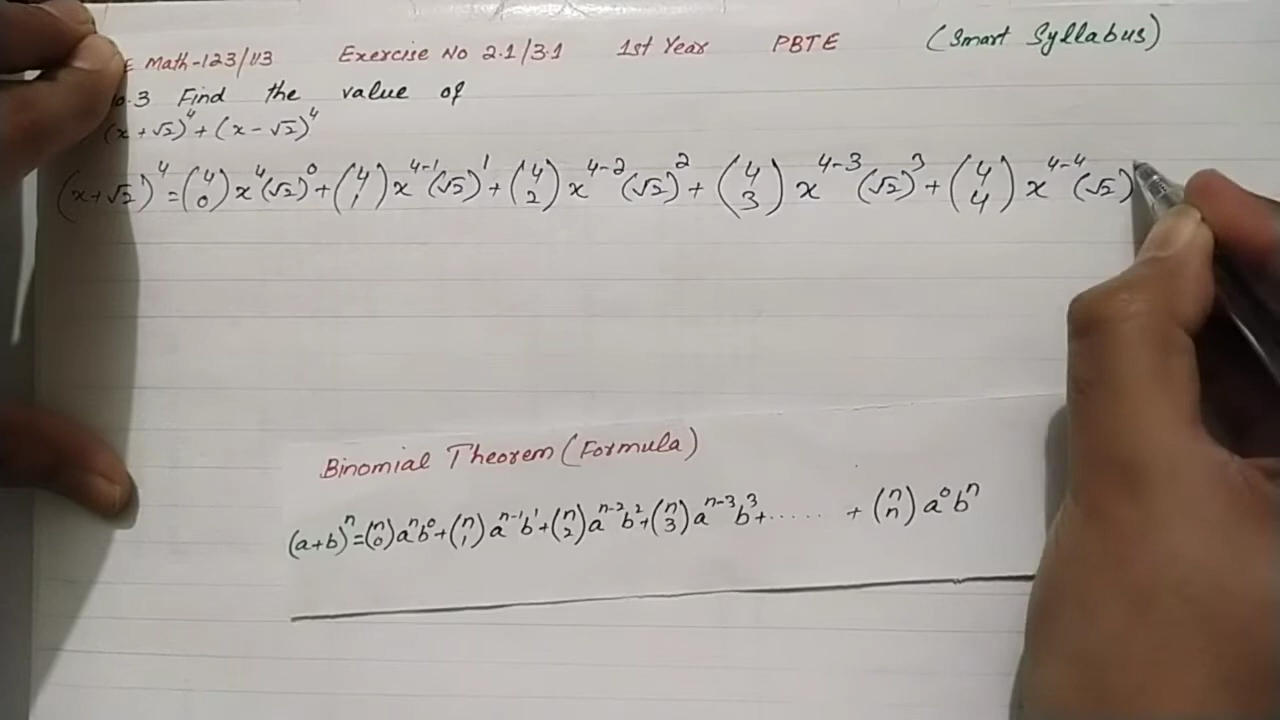 Math-123/113 Exercise No 2.1/3.1 1st Year PBTE (Smart Syllabus)
.3 Find the value of
(x+√2)⁴+(x-√2)⁴
(x+√2)⁴=(4 0)x⁴(√2)⁰+(4 1)x⁴⁻¹(√2)¹+(4 2)x⁴⁻²(√2)²+(4 3)x⁴⁻³(√2)³+(4 4)x⁴⁻⁴(√2)
Binomial Theorem (Formula)
(a+b)ⁿ=(n 0)aⁿb⁰+(n 1)aⁿ⁻¹b¹+(n 2)aⁿ⁻²b²+(n 3)aⁿ⁻³b³+......+(n n)a⁰bⁿ